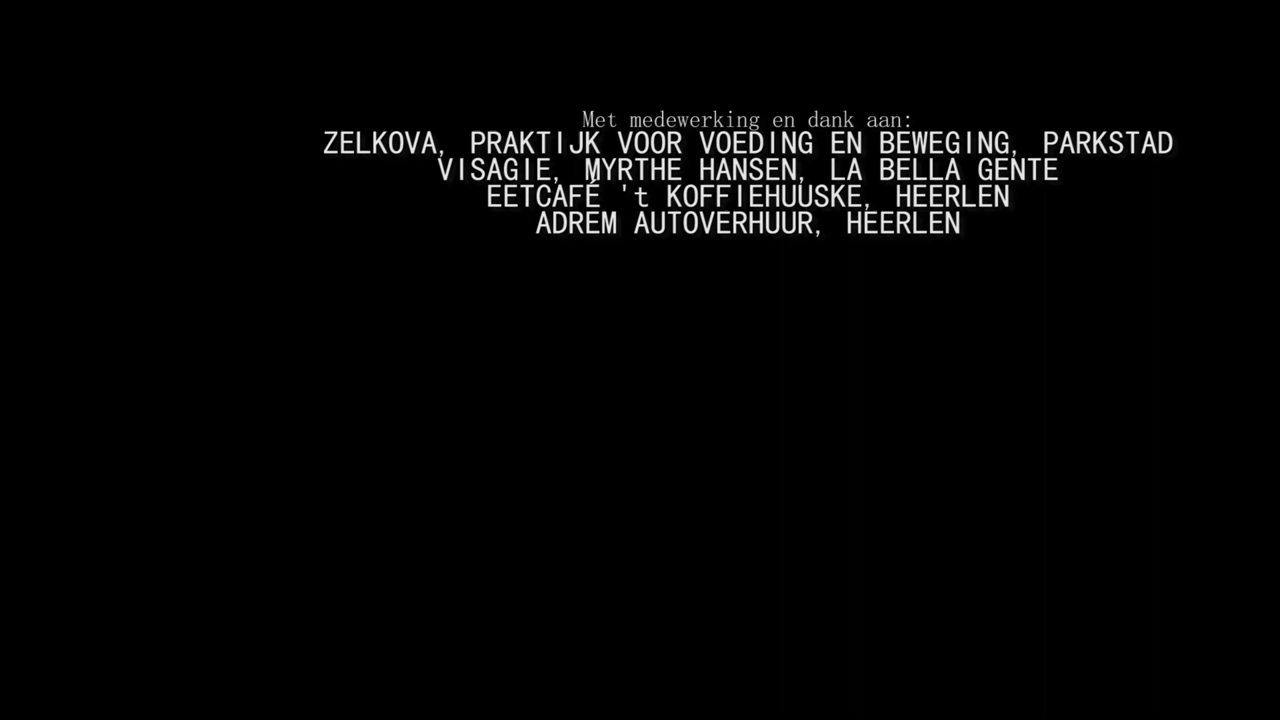 Met medewerking en dank aan:
ZELKOVA, PRAKTIJK VOOR VOEDING EN BEWEGING, PARKSTAD
VISAGIE, MYRTHE HANSEN, LA BELLA GENTE
EETCAFÉ 't KOFFIEHUUSKE, HEERLEN
ADREM AUTOVERHUUR, HEERLEN